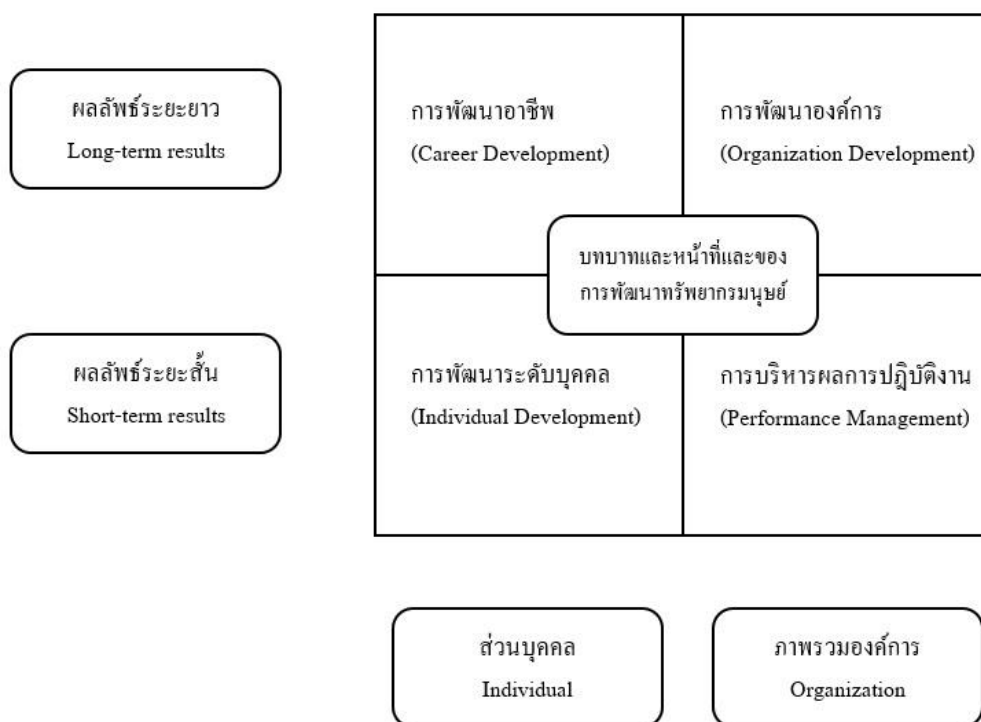 ผลลัพธ์ระยะยาว
Long-term results
การพัฒนาอาชีพ
(Career Development)
การพัฒนาองค์การ
(Organization Development)
บทบาทและหน้าที่และของ
การพัฒนาทรัพยากรมนุษย์
ผลลัพธ์ระยะสั้น
Short-term results
การพัฒนาระดับบุคคล
(Individual Development)
การบริหารผลการปฏิบัติงาน
(Performance Management)
ส่วนบุคคล
Individual
ภาพรวมองค์การ
Organization